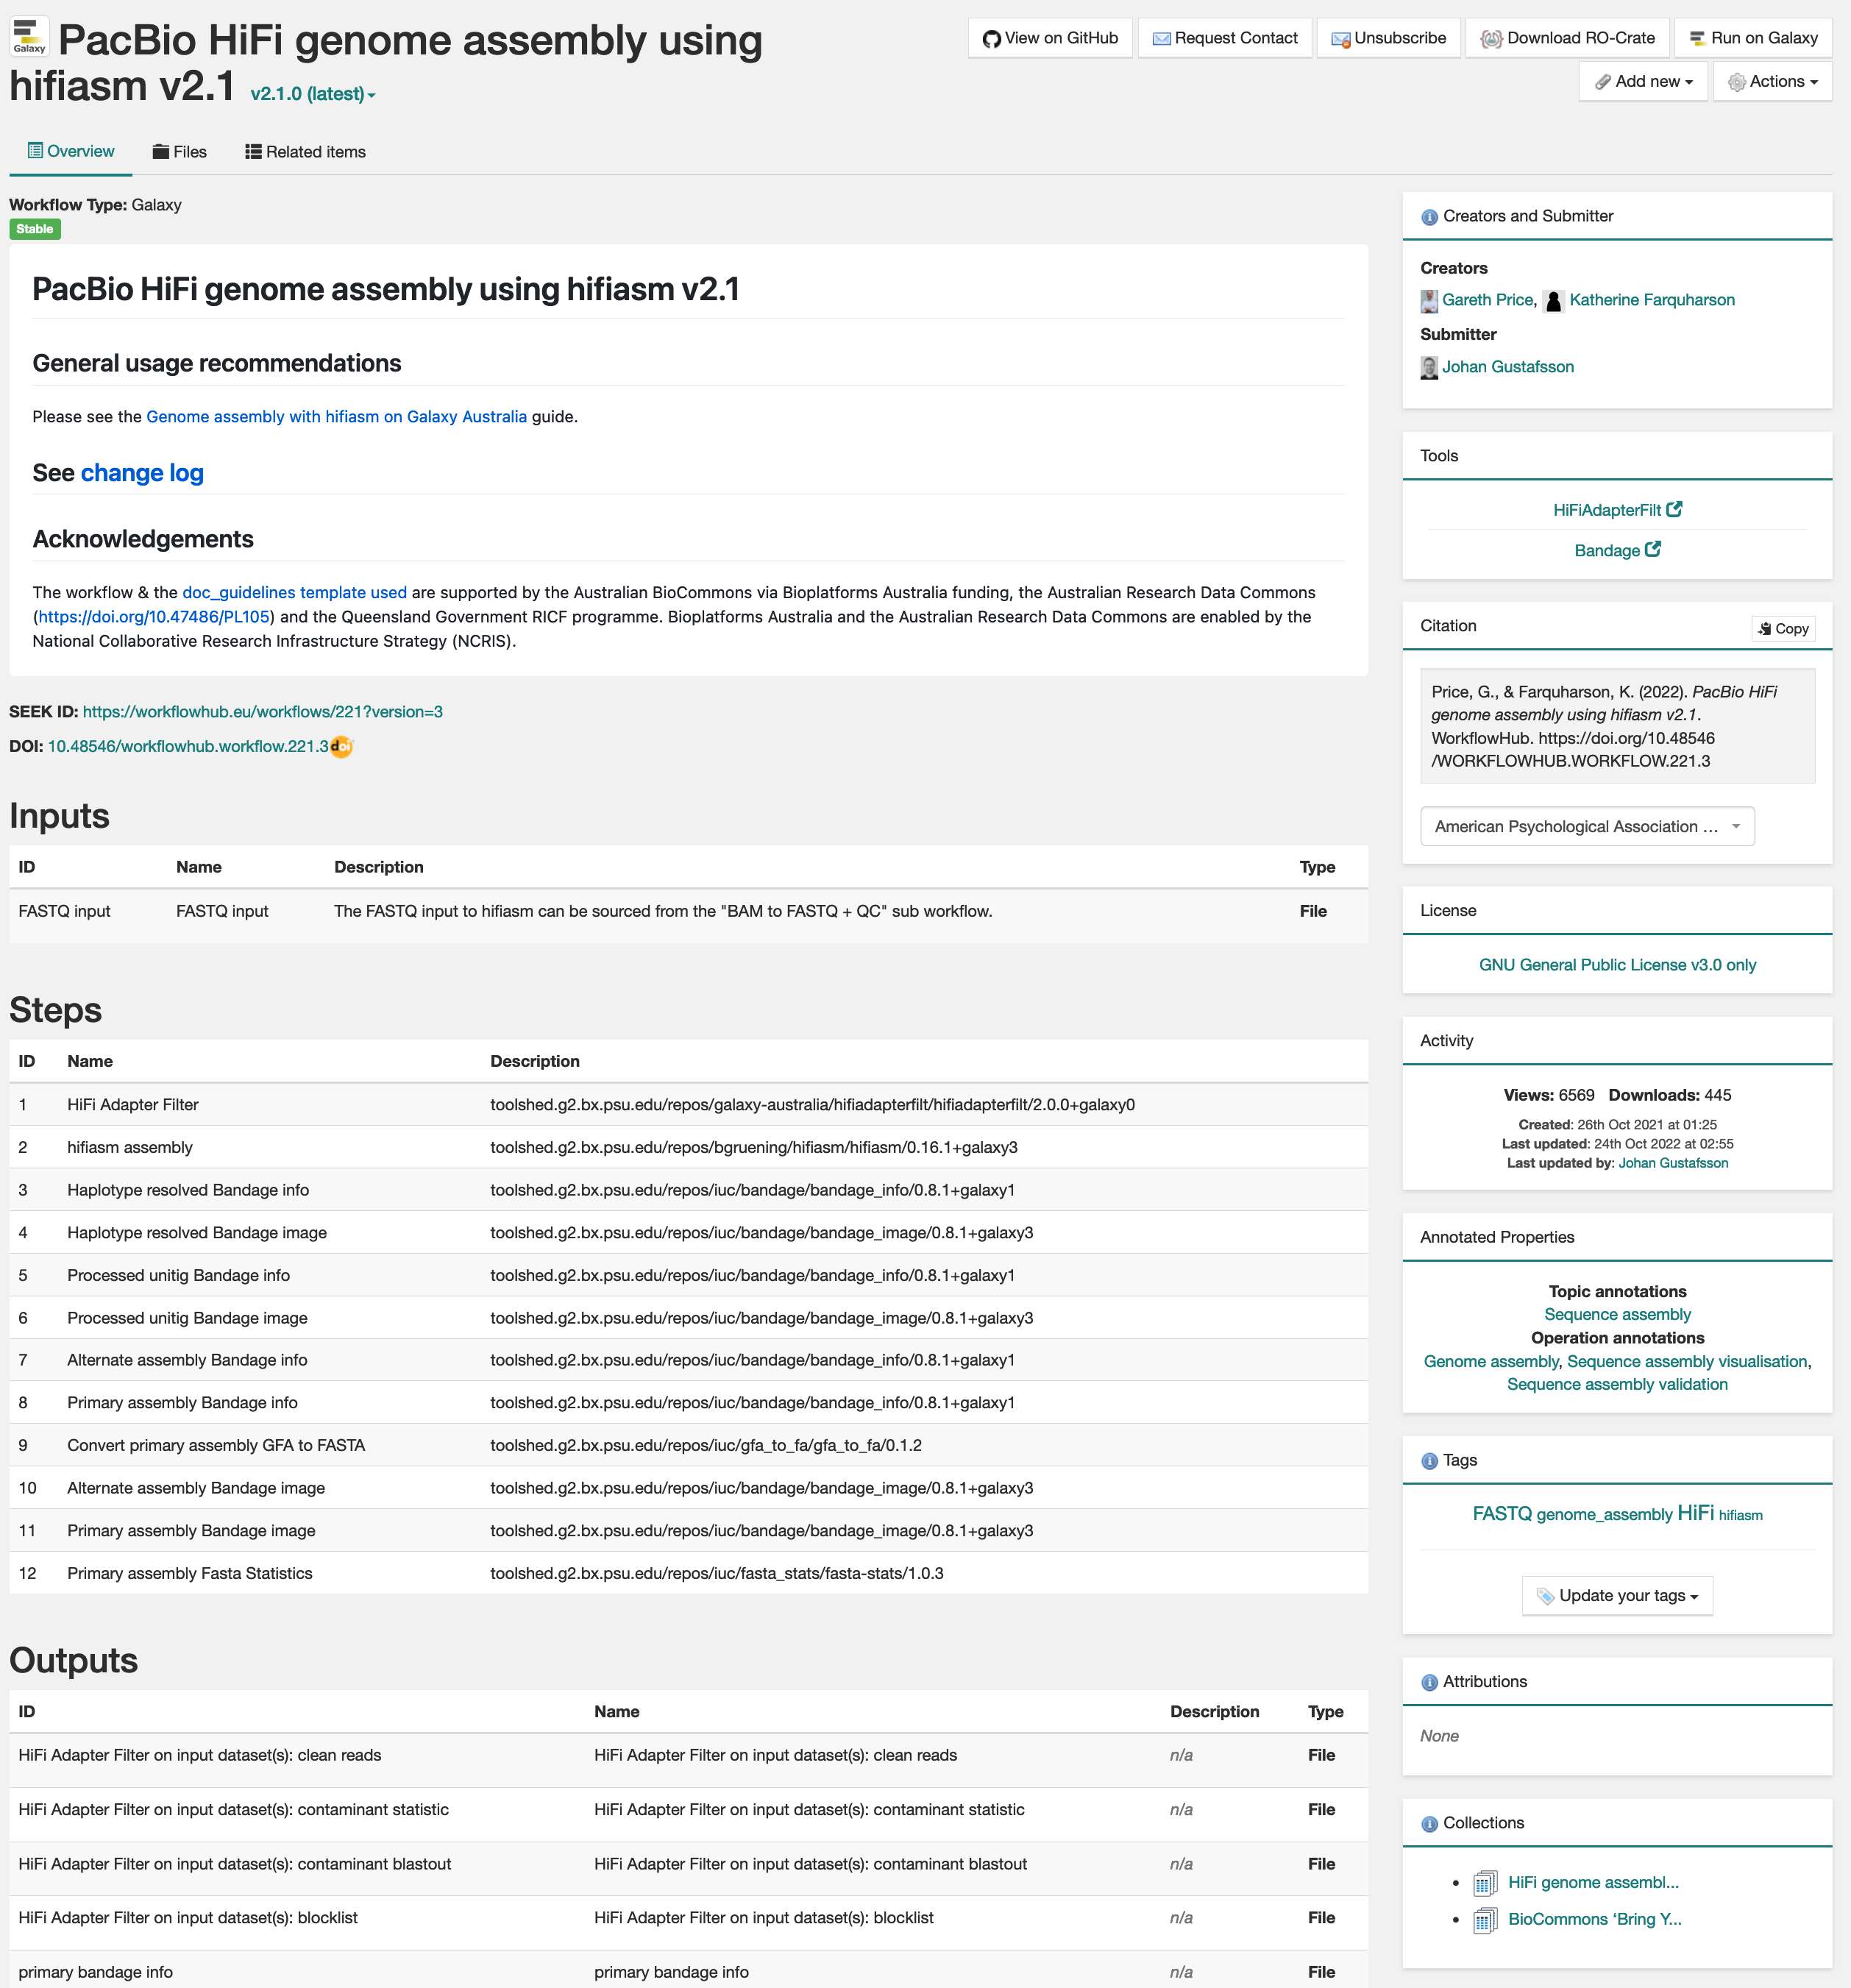 Galaxy
PacBio HiFi genome assembly using
hifiasm v2.1 v2.1.0 (latest)
View on GitHub
Request Contact
Unsubscribe
Download RO-Crate
Run on Galaxy
Add new
Actions
Overview
Files
Related items
Workflow Type: Galaxy
Stable
PacBio HiFi genome assembly using hifiasm v2.1
General usage recommendations
Please see the Genome assembly with hifiasm on Galaxy Australia guide.
See change log
Acknowledgements
The workflow & the doc_guidelines template used are supported by the Australian BioCommons via Bioplatforms Australia funding, the Australian Research Data Commons
(https://doi.org/10.47486/PL105) and the Queensland Government RICF programme. Bioplatforms Australia and the Australian Research Data Commons are enabled by the
National Collaborative Research Infrastructure Strategy (NCRIS).
SEEK ID: https://workflowhub.eu/workflows/221?version=3
DOI: 10.48546/workflowhub.workflow.221.3 doi
Inputs
ID Name Description Type
FASTQ input FASTQ input The FASTQ input to hifiasm can be sourced from the "BAM to FASTQ + QC" sub workflow. File
Steps
ID Name Description
1 HiFi Adapter Filter toolshed.g2.bx.psu.edu/repos/galaxy-australia/hifiadapterfilt/hifiadapterfilt/2.0.0+galaxy0
2 hifiasm assembly toolshed.g2.bx.psu.edu/repos/bgruening/hifiasm/hifiasm/0.16.1+galaxy3
3 Haplotype resolved Bandage info toolshed.g2.bx.psu.edu/repos/iuc/bandage/bandage_info/0.8.1+galaxy1
4 Haplotype resolved Bandage image toolshed.g2.bx.psu.edu/repos/iuc/bandage/bandage_image/0.8.1+galaxy3
5 Processed unitig Bandage info toolshed.g2.bx.psu.edu/repos/iuc/bandage/bandage_info/0.8.1+galaxy1
6 Processed unitig Bandage image toolshed.g2.bx.psu.edu/repos/iuc/bandage/bandage_image/0.8.1+galaxy3
7 Alternate assembly Bandage info toolshed.g2.bx.psu.edu/repos/iuc/bandage/bandage_info/0.8.1+galaxy1
8 Primary assembly Bandage info toolshed.g2.bx.psu.edu/repos/iuc/bandage/bandage_info/0.8.1+galaxy1
9 Convert primary assembly GFA to FASTA toolshed.g2.bx.psu.edu/repos/iuc/gfa_to_fa/gfa_to_fa/0.1.2
10 Alternate assembly Bandage image toolshed.g2.bx.psu.edu/repos/iuc/bandage/bandage_image/0.8.1+galaxy3
11 Primary assembly Bandage image toolshed.g2.bx.psu.edu/repos/iuc/bandage/bandage_image/0.8.1+galaxy3
12 Primary assembly Fasta Statistics toolshed.g2.bx.psu.edu/repos/iuc/fasta_stats/fasta-stats/1.0.3
Outputs
ID Name Description Type
HiFi Adapter Filter on input dataset(s): clean reads HiFi Adapter Filter on input dataset(s): clean reads n/a File
HiFi Adapter Filter on input dataset(s): contaminant statistic HiFi Adapter Filter on input dataset(s): contaminant statistic n/a File
HiFi Adapter Filter on input dataset(s): contaminant blastout HiFi Adapter Filter on input dataset(s): contaminant blastout n/a File
HiFi Adapter Filter on input dataset(s): blocklist HiFi Adapter Filter on input dataset(s): blocklist n/a File
primary bandage info primary bandage info n/a File
Creators and Submitter
Creators
Gareth Price, Katherine Farquharson
Submitter
Johan Gustafsson
Tools
HiFiAdapterFilt
Bandage
Citation
Copy
Price, G., & Farquharson, K. (2022). PacBio HiFi
genome assembly using hifiasm v2.1.
WorkflowHub. https://doi.org/10.48546
/WORKFLOWHUB.WORKFLOW.221.3
American Psychological Association ...
License
GNU General Public License v3.0 only
Activity
Views: 6569 Downloads: 445
Created: 26th Oct 2021 at 01:25
Last updated: 24th Oct 2022 at 02:55
Last updated by: Johan Gustafsson
Annotated Properties
Topic annotations
Sequence assembly
Operation annotations
Genome assembly, Sequence assembly visualisation,
Sequence assembly validation
Tags
FASTQ genome_assembly HiFi hifiasm
Update your tags
Attributions
None
Collections
HiFi genome assembl...
BioCommons ‘Bring Y...